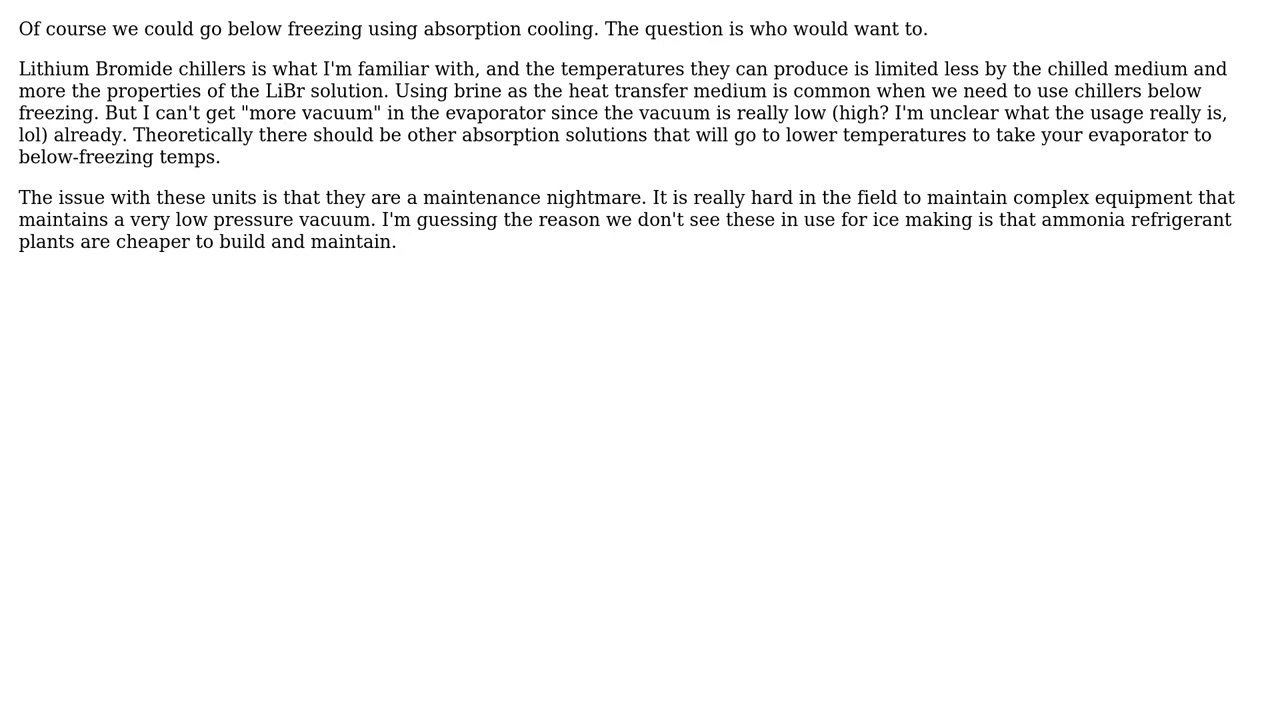 Of course we could go below freezing using absorption cooling. The question is who would want to.
Lithium Bromide chillers is what I'm familiar with, and the temperatures they can produce is limited less by the chilled medium and
more the properties of the LiBr solution. Using brine as the heat transfer medium is common when we need to use chillers below
freezing. But I can't get "more vacuum" in the evaporator since the vacuum is really low (high? I'm unclear what the usage really is,
lol) already. Theoretically there should be other absorption solutions that will go to lower temperatures to take your evaporator to
below-freezing temps.
The issue with these units is that they are a maintenance nightmare. It is really hard in the field to maintain complex equipment that
maintains a very low pressure vacuum. I'm guessing the reason we don't see these in use for ice making is that ammonia refrigerant
plants are cheaper to build and maintain.